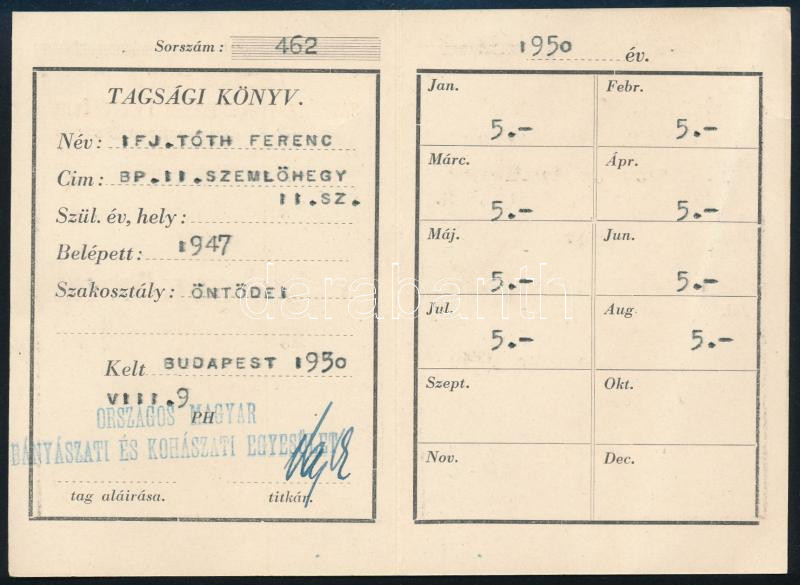 Sorszám: 462
TAGSÁGI KÖNYV.
Név: IFJ.TÓTH FERENC
Cim: BP.II.SZEMLŐHEGY
II.SZ.
Szül. év, hely:
Belépett: 1947
Szakosztály: ÖNTÖDEI
Kelt BUDAPEST 1950
VIII.9
PH
ORSZÁGOS MAGYAR
BÁNYÁSZATI ÉS KOHÁSZATI EGYESÜLET
tag aláirása. titkár.
1950 év.
Jan. Febr.
5.- 5.-
Márc. Ápr.
5.- 5.-
Máj. Jun.
5.- 5.-
Jul. Aug
5.- 5.-
Szept. Okt.
Nov. Dec.
darabanth